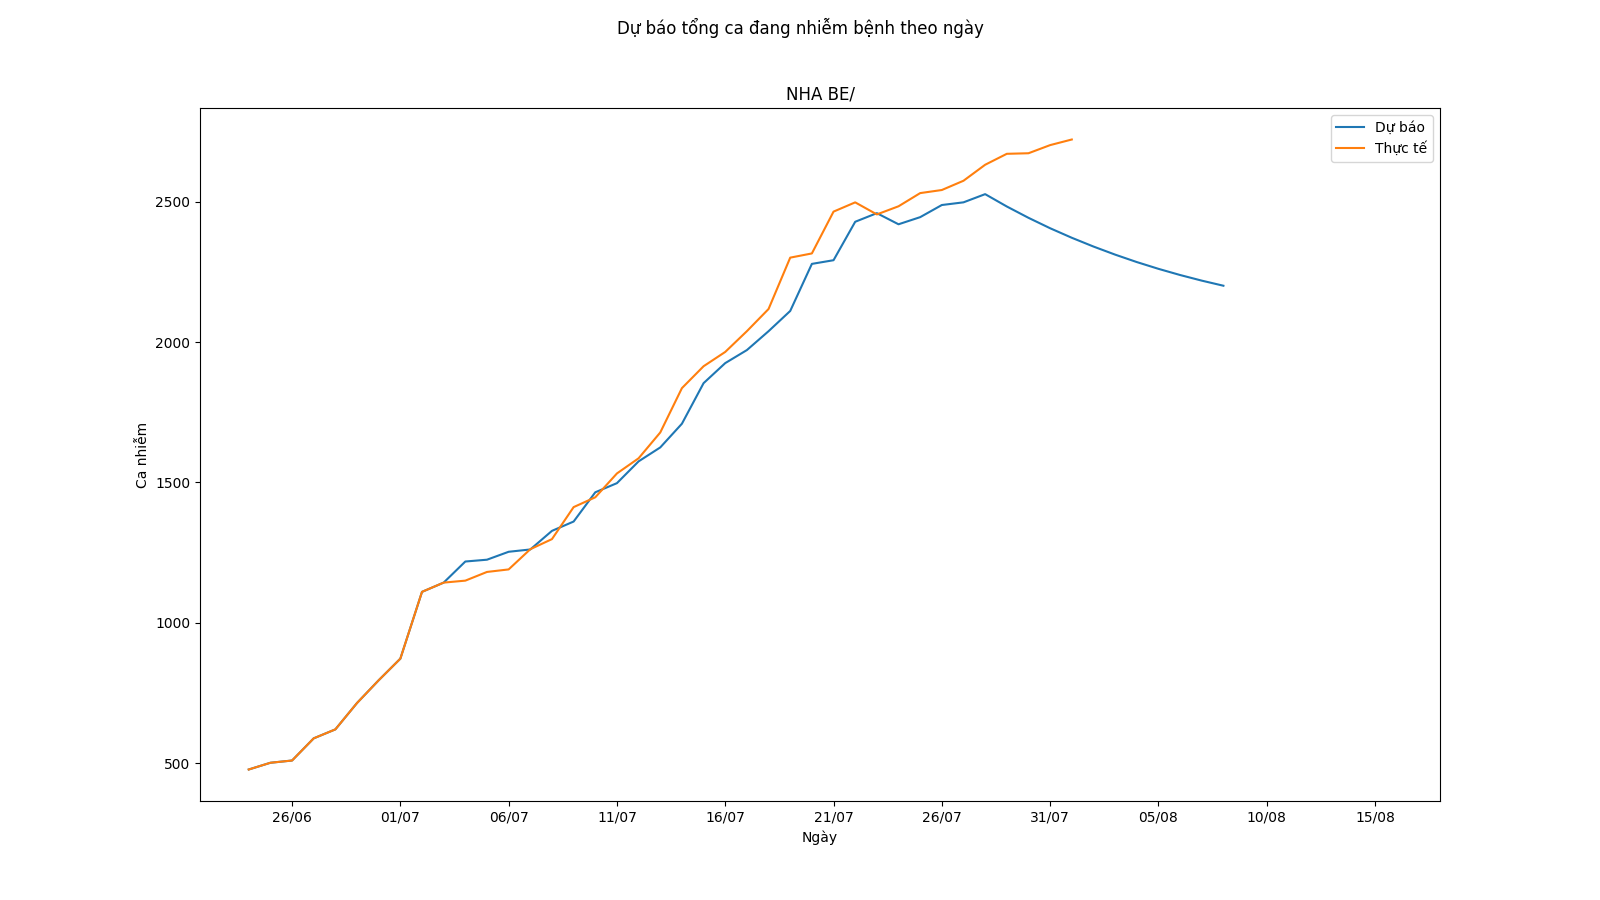 Dự báo tổng ca đang nhiễm bệnh theo ngày
NHA BE/
Dự báo
Thực tế
Ca nhiễm
2500
2000
1500
1000
500
26/06 01/07 06/07 11/07 16/07 21/07 26/07 31/07 05/08 10/08 15/08
Ngày